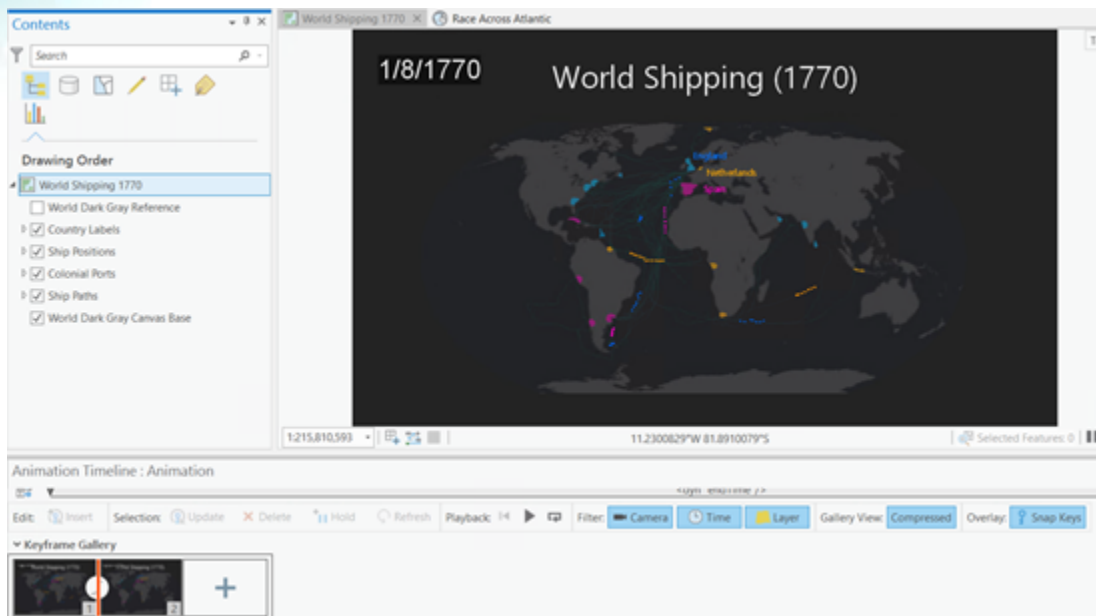 Contents
World Shipping 1770
Race Across Atlantic
Search
1/8/1770
World Shipping (1770)
Drawing Order
World Shipping 1770
World Dark Gray Reference
Country Labels
Ship Positions
Colonial Ports
Ship Paths
World Dark Gray Canvas Base
England
Netherlands
Spain
1:215,810,593
11.2300829°W 81.8910079°S
Selected Features: 0
Animation Timeline : Animation
Edit: Insert Selection: Update Delete Hold Refresh Playback: Filter: Camera Time Layer Gallery View: Compressed Overlay: Snap Keys
Keyframe Gallery
1
2